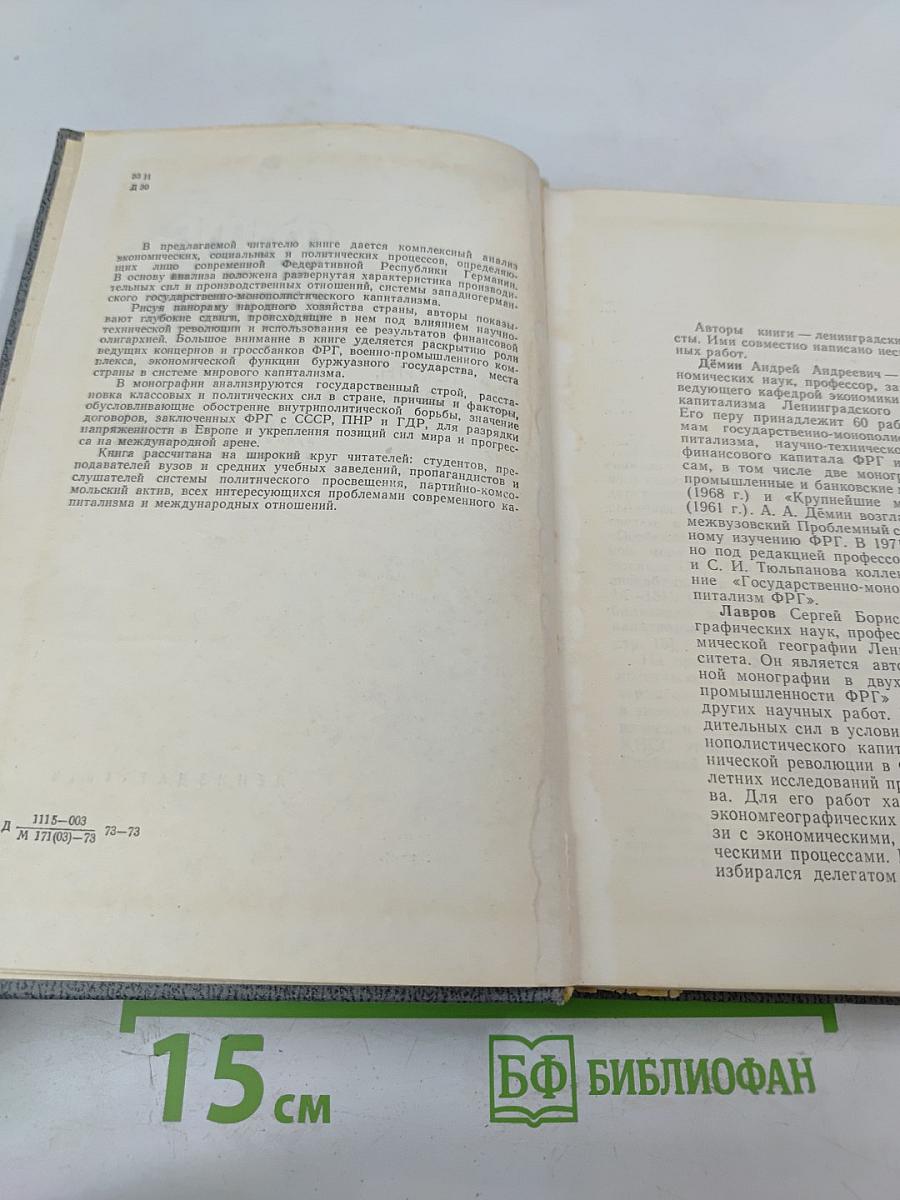 33 И
Д 30
В предлагаемой читателю книге дается комплексный анализ
экономических, социальных и политических процессов, определяю-
щих лицо современной Федеративной Республики Германии.
В основу анализа положена развернутая характеристика производи-
тельных сил и производственных отношений, системы западногерман-
ского государственно-монополистического капитализма.
Рисуя панораму народного хозяйства страны, авторы показы-
вают глубокие сдвиги, происходящие в нем под влиянием научно-
технической революции и использования ее результатов финансовой
олигархией. Большое внимание в книге уделяется раскрытию роли
ведущих концернов и гроссбанков ФРГ, военно-промышленного ком-
плекса, экономической функции буржуазного государства, места
страны в системе мирового капитализма.
В монографии анализируются государственный строй, расста-
новка классовых и политических сил в стране, причины и факторы,
обусловливающие обострение внутриполитической борьбы, значение
договоров, заключенных ФРГ с СССР, ПНР и ГДР, для разрядки
напряженности в Европе и укрепления позиций сил мира и прогрес-
са на международной арене.
Книга рассчитана на широкий круг читателей: студентов, пре-
подавателей вузов и средних учебных заведений, пропагандистов и
слушателей системы политического просвещения, партийно-комсо-
мольский актив, всех интересующихся проблемами современного ка-
питализма и международных отношений.
Д 1115—003
М 171(03)—73 73—73
Авторы книги — ленинградски
сты. Ими совместно написано нес
ных работ.
Дёмин Андрей Андреевич —
номических наук, профессор, за
ведующего кафедрой экономики
капитализма Ленинградского
Его перу принадлежит 60 раб
мам государственно-монополис
питализма, научно-техническо
финансового капитала ФРГ и
сам, в том числе две моногр
промышленные и банковские
(1968 г.) и «Крупнейшие м
(1961 г.). А. А. Дёмин возгла
межвузовский Проблемный с
ному изучению ФРГ. В 1971
но под редакцией профессо
и С. И. Тюльпанова коллек
ние «Государственно-моно
питализм ФРГ».
Лавров Сергей Борис
графических наук, професс
мической географии Лени
ситета. Он является авто
ной монографии в двух
промышленности ФРГ»
других научных работ.
дительных сил в услови
нополистического капит
нической революции в
летних исследований пр
ва. Для его работ ха
экономгеографических
зи с экономическими,
ческими процессами.
избирался делегатом
15 см
БФ БИБЛИОФАН